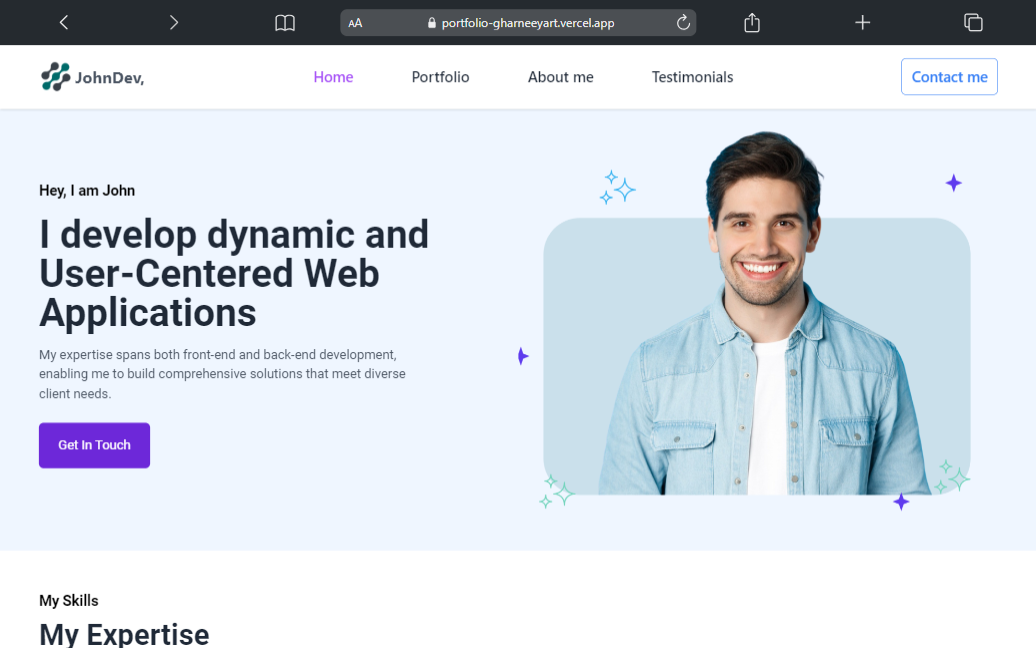 AA portfolio-ghameeyart.vercel.app
JohnDev,
Home Portfolio About me Testimonials Contact me
Hey, I am John
I develop dynamic and
User-Centered Web
Applications
My expertise spans both front-end and back-end development,
enabling me to build comprehensive solutions that meet diverse
client needs.
Get In Touch
My Skills
My Expertise